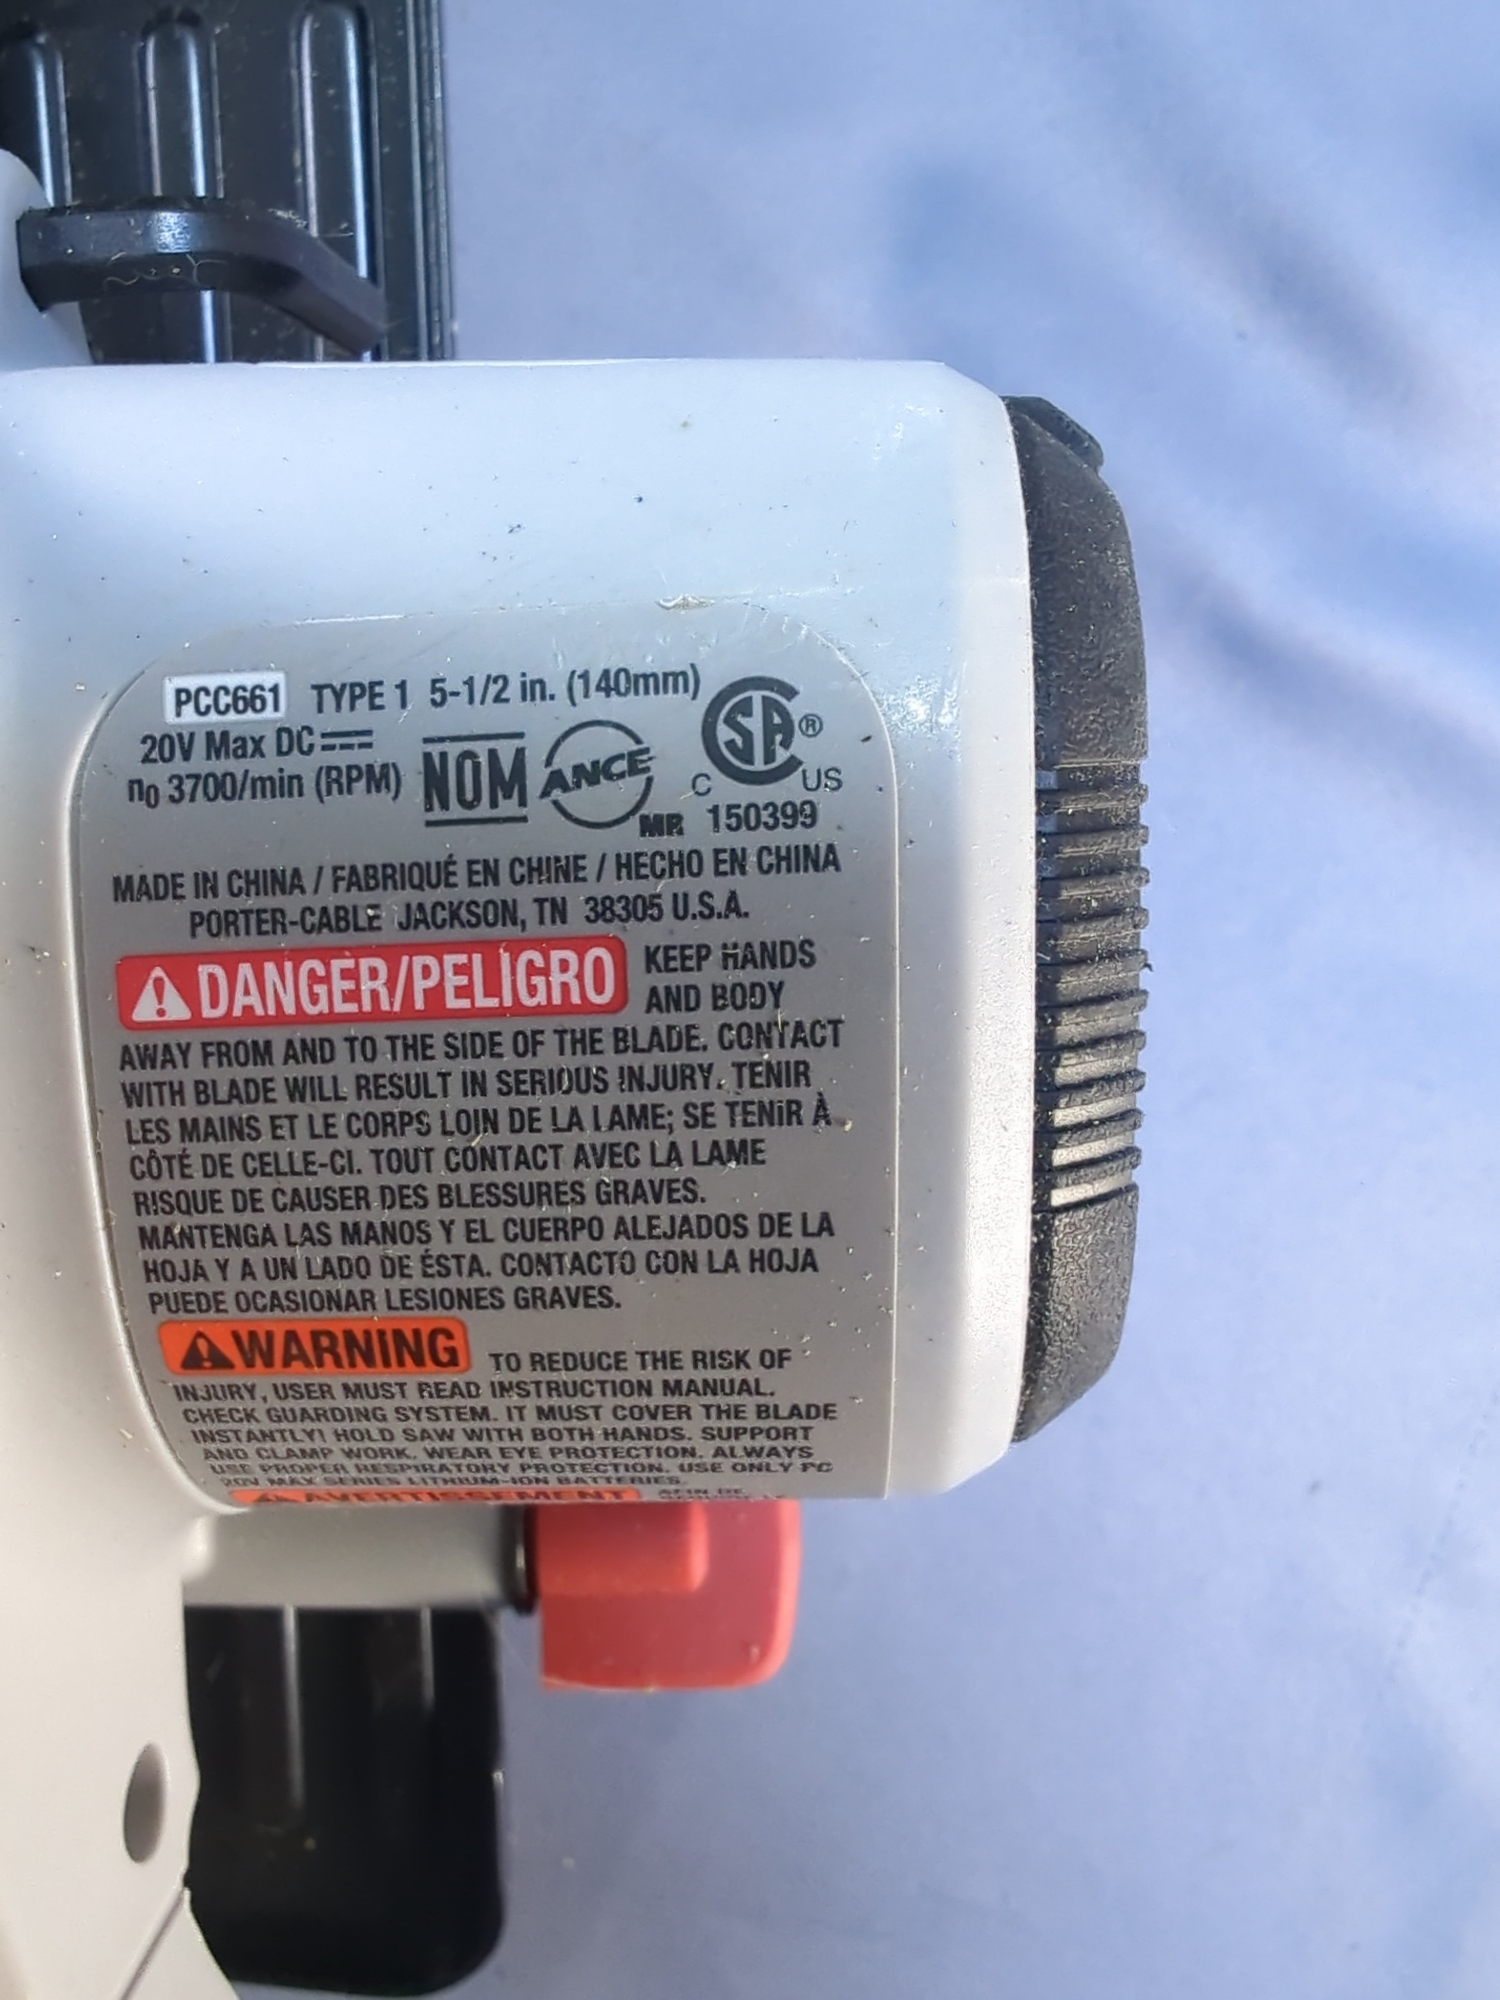 PCC661 TYPE 1 5-1/2 in. (140mm)
20V Max DC
n0 3700/min (RPM)
NOM ANCE
CSA®
C US
MR 150399
MADE IN CHINA / FABRIQUÉ EN CHINE / HECHO EN CHINA
PORTER-CABLE JACKSON, TN 38305 U.S.A.
DANGER/PELIGRO KEEP HANDS
AND BODY
AWAY FROM AND TO THE SIDE OF THE BLADE. CONTACT
WITH BLADE WILL RESULT IN SERIOUS INJURY. TENIR
LES MAINS ET LE CORPS LOIN DE LA LAME; SE TENIR À
CÔTÉ DE CELLE-CI. TOUT CONTACT AVEC LA LAME
RISQUE DE CAUSER DES BLESSURES GRAVES.
MANTENGA LAS MANOS Y EL CUERPO ALEJADOS DE LA
HOJA Y A UN LADO DE ÉSTA. CONTACTO CON LA HOJA
PUEDE OCASIONAR LESIONES GRAVES.
WARNING TO REDUCE THE RISK OF
INJURY, USER MUST READ INSTRUCTION MANUAL.
CHECK GUARDING SYSTEM. IT MUST COVER THE BLADE
INSTANTLY! HOLD SAW WITH BOTH HANDS. SUPPORT
AND CLAMP WORK. WEAR EYE PROTECTION. ALWAYS
USE PROPER RESPIRATORY PROTECTION. USE ONLY PC
20V MAX SERIES LITHIUM-ION BATTERIES.
AVERTISSEMENT AFIN DE